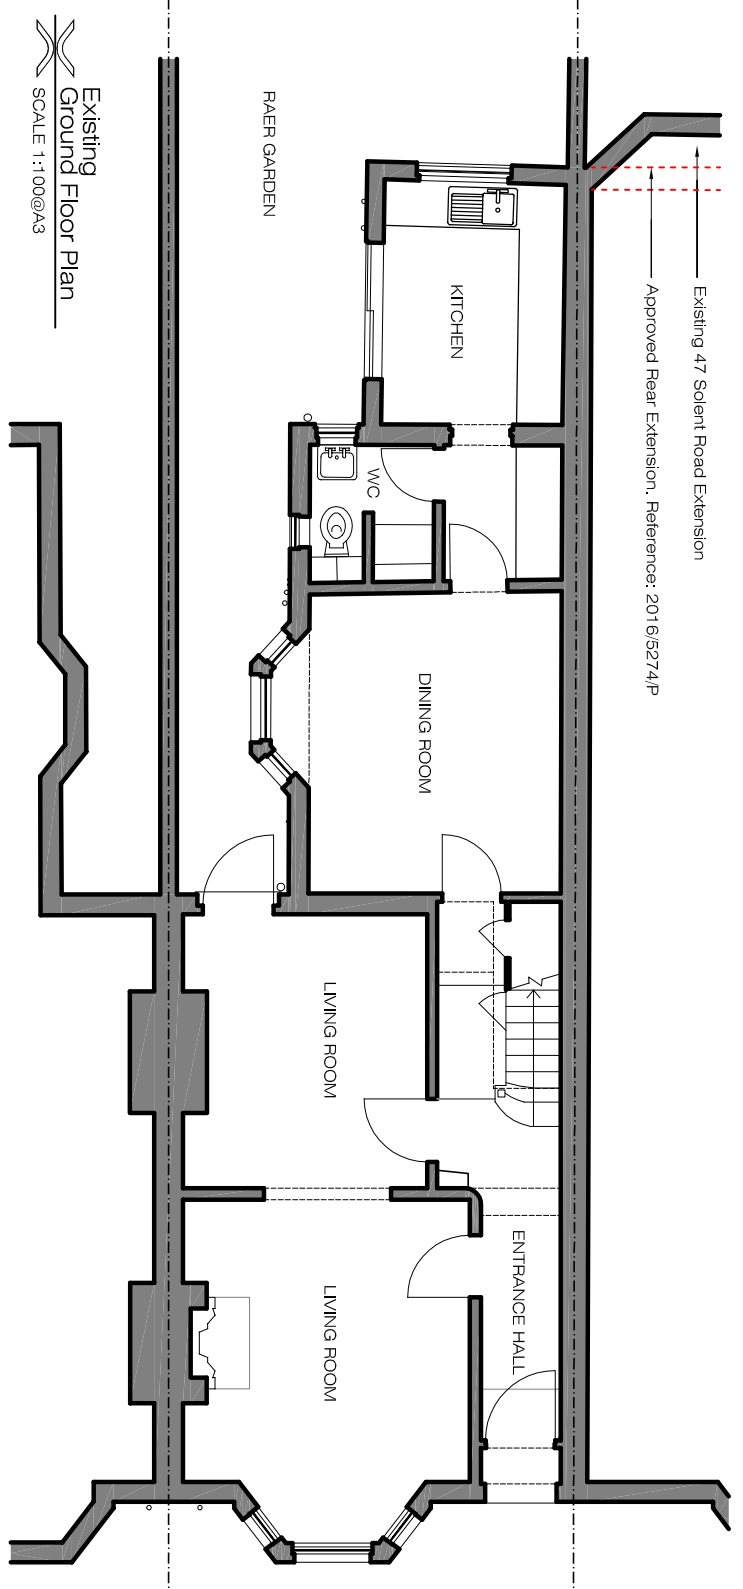 Existing 47 Solent Road Extension
Approved Rear Extension. Reference: 2016/5274/P
KITCHEN
WC
DINING ROOM
LIVING ROOM
ENTRANCE HALL
LIVING ROOM
RAER GARDEN
Existing
Ground Floor Plan
SCALE 1:100@A3